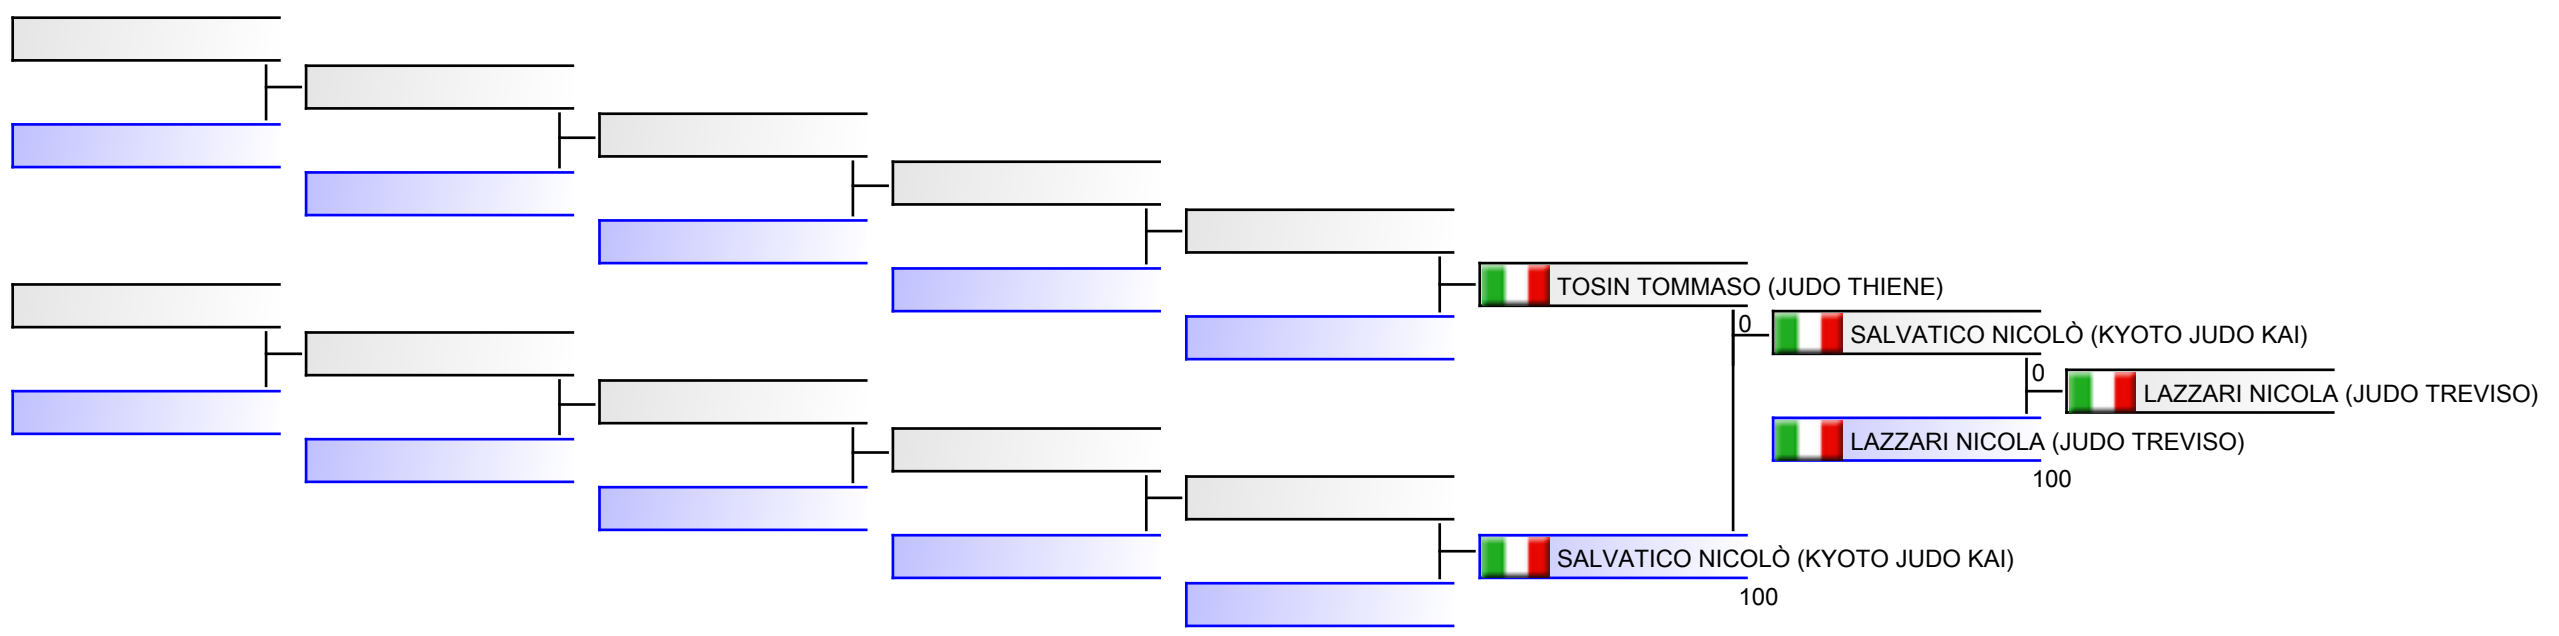 TOSIN TOMMASO (JUDO THIENE)
0
SALVATICO NICOLÒ (KYOTO JUDO KAI)
0
LAZZARI NICOLA (JUDO TREVISO)
LAZZARI NICOLA (JUDO TREVISO)
100
SALVATICO NICOLÒ (KYOTO JUDO KAI)
100